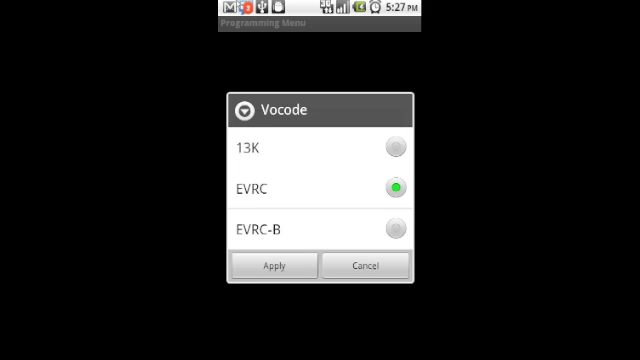 5:27 PM
Programming Menu
Vocode
13K
EVRC
EVRC-B
Apply
Cancel